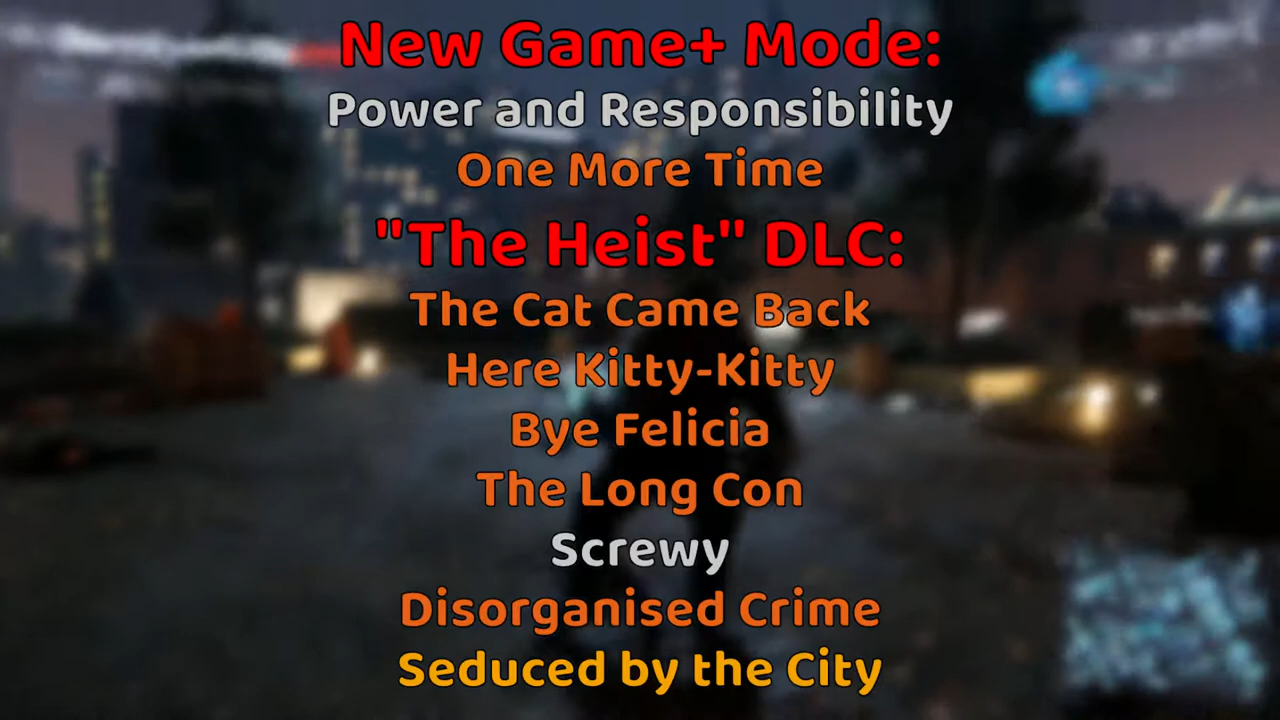 New Game+ Mode:
Power and Responsibility
One More Time
"The Heist" DLC:
The Cat Came Back
Here Kitty-Kitty
Bye Felicia
The Long Con
Screwy
Disorganised Crime
Seduced by the City